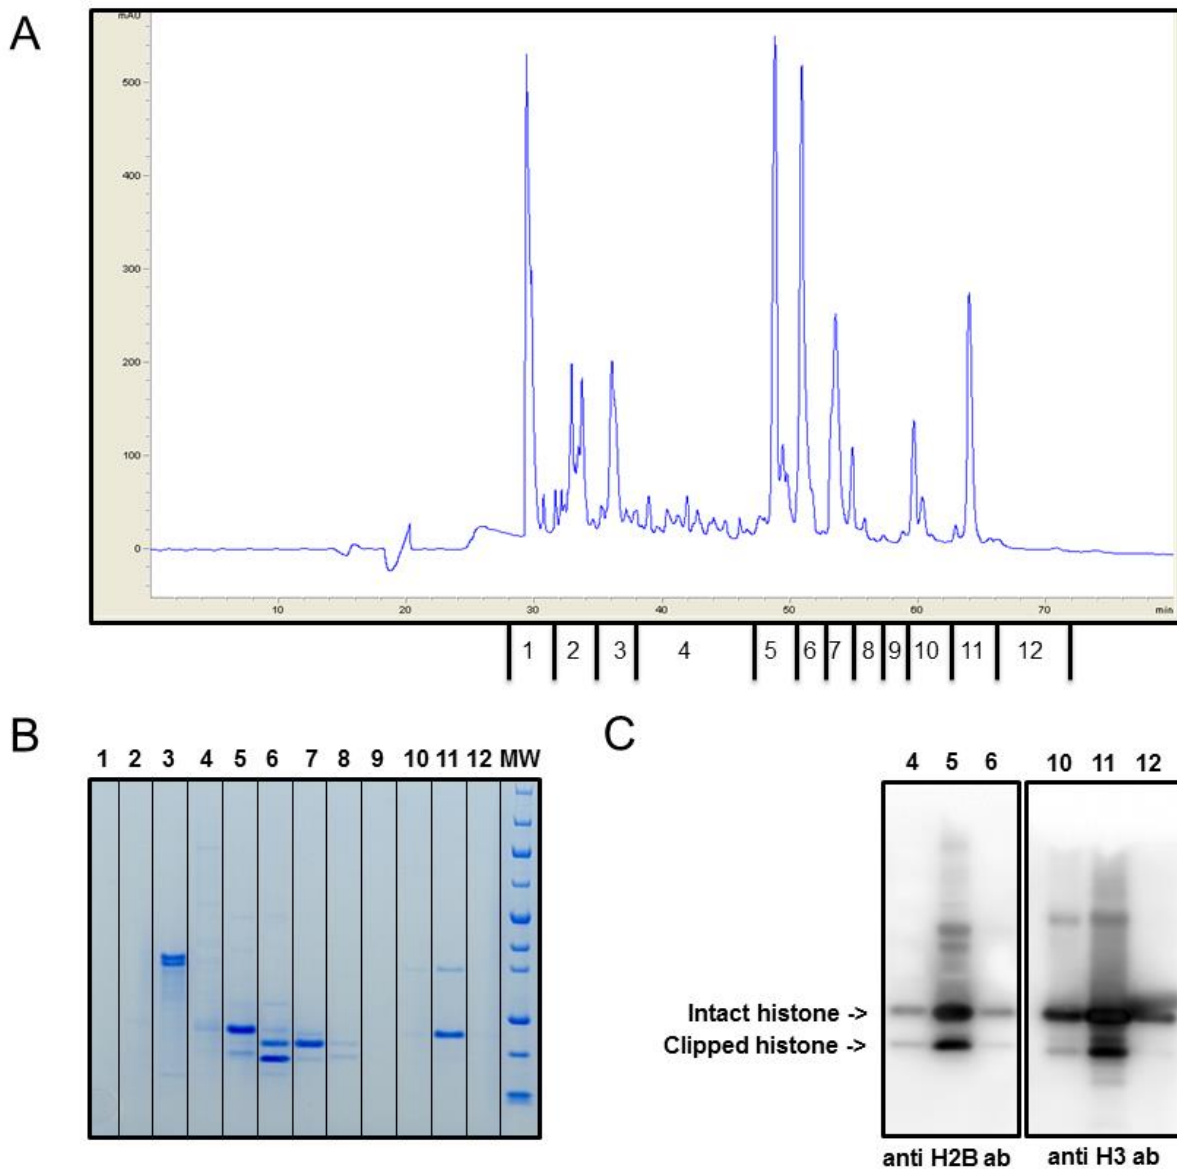 A
mAU
500
400
300
200
100
0
10 20 30 40 50 60 70 min
1 2 3 4 5 6 7 8 9 10 11 12
B
1 2 3 4 5 6 7 8 9 10 11 12 MW
C
4 5 6 10 11 12
Intact histone ->
Clipped histone ->
anti H2B ab anti H3 ab